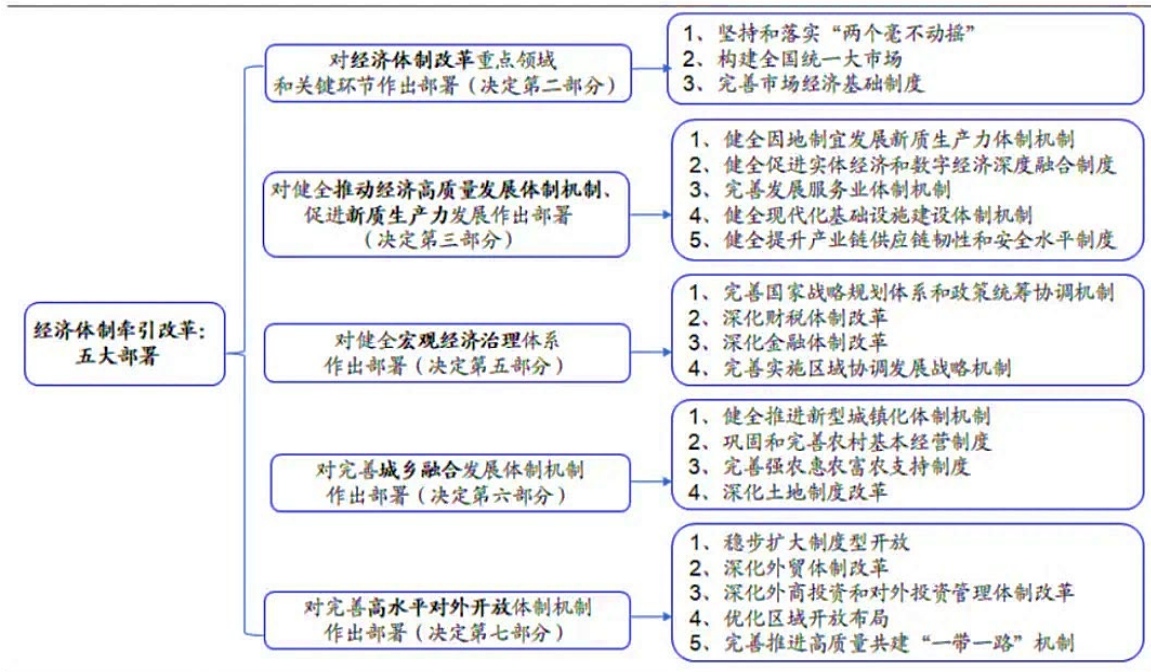 经济体制牵引改革：
五大部署
对经济体制改革重点领域
和关键环节作出部署（决定第二部分）
1、坚持和落实“两个毫不动摇”
2、构建全国统一大市场
3、完善市场经济基础制度
对健全推动经济高质量发展体制机制、
促进新质生产力发展作出部署
（决定第三部分）
1、健全因地制宜发展新质生产力体制机制
2、健全促进实体经济和数字经济深度融合制度
3、完善发展服务业体制机制
4、健全现代化基础设施建设体制机制
5、健全提升产业链供应链韧性和安全水平制度
对健全宏观经济治理体系
作出部署（决定第五部分）
1、完善国家战略规划体系和政策统筹协调机制
2、深化财税体制改革
3、深化金融体制改革
4、完善实施区域协调发展战略机制
对完善城乡融合发展体制机制
作出部署（决定第六部分）
1、健全推进新型城镇化体制机制
2、巩固和完善农村基本经营制度
3、完善强农惠农富农支持制度
4、深化土地制度改革
对完善高水平对外开放体制机制
作出部署（决定第七部分）
1、稳步扩大制度型开放
2、深化外贸体制改革
3、深化外商投资和对外投资管理体制改革
4、优化区域开放布局
5、完善推进高质量共建“一带一路”机制